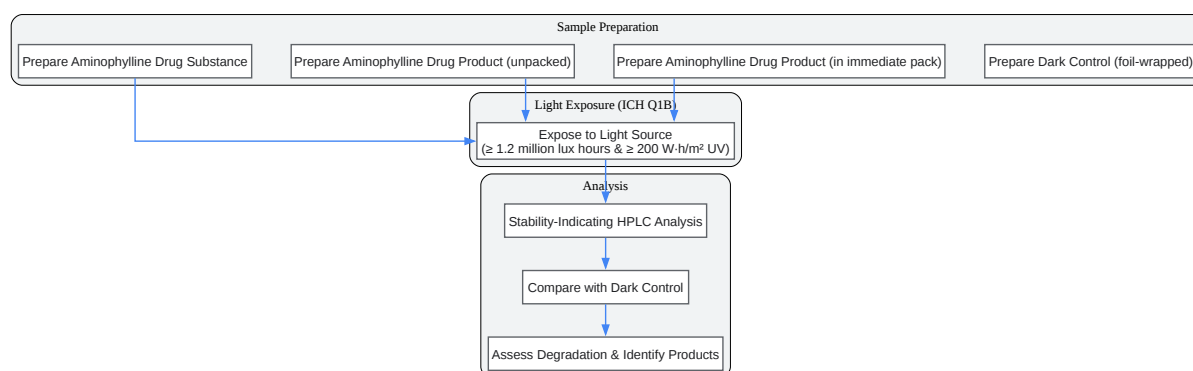 Sample Preparation
Prepare Aminophylline Drug Substance
Prepare Aminophylline Drug Product (unpacked)
Prepare Aminophylline Drug Product (in immediate pack)
Prepare Dark Control (foil-wrapped)
Light Exposure (ICH Q1B)
Expose to Light Source
(≥ 1.2 million lux hours & ≥ 200 W·h/m² UV)
Analysis
Stability-Indicating HPLC Analysis
Compare with Dark Control
Assess Degradation & Identify Products